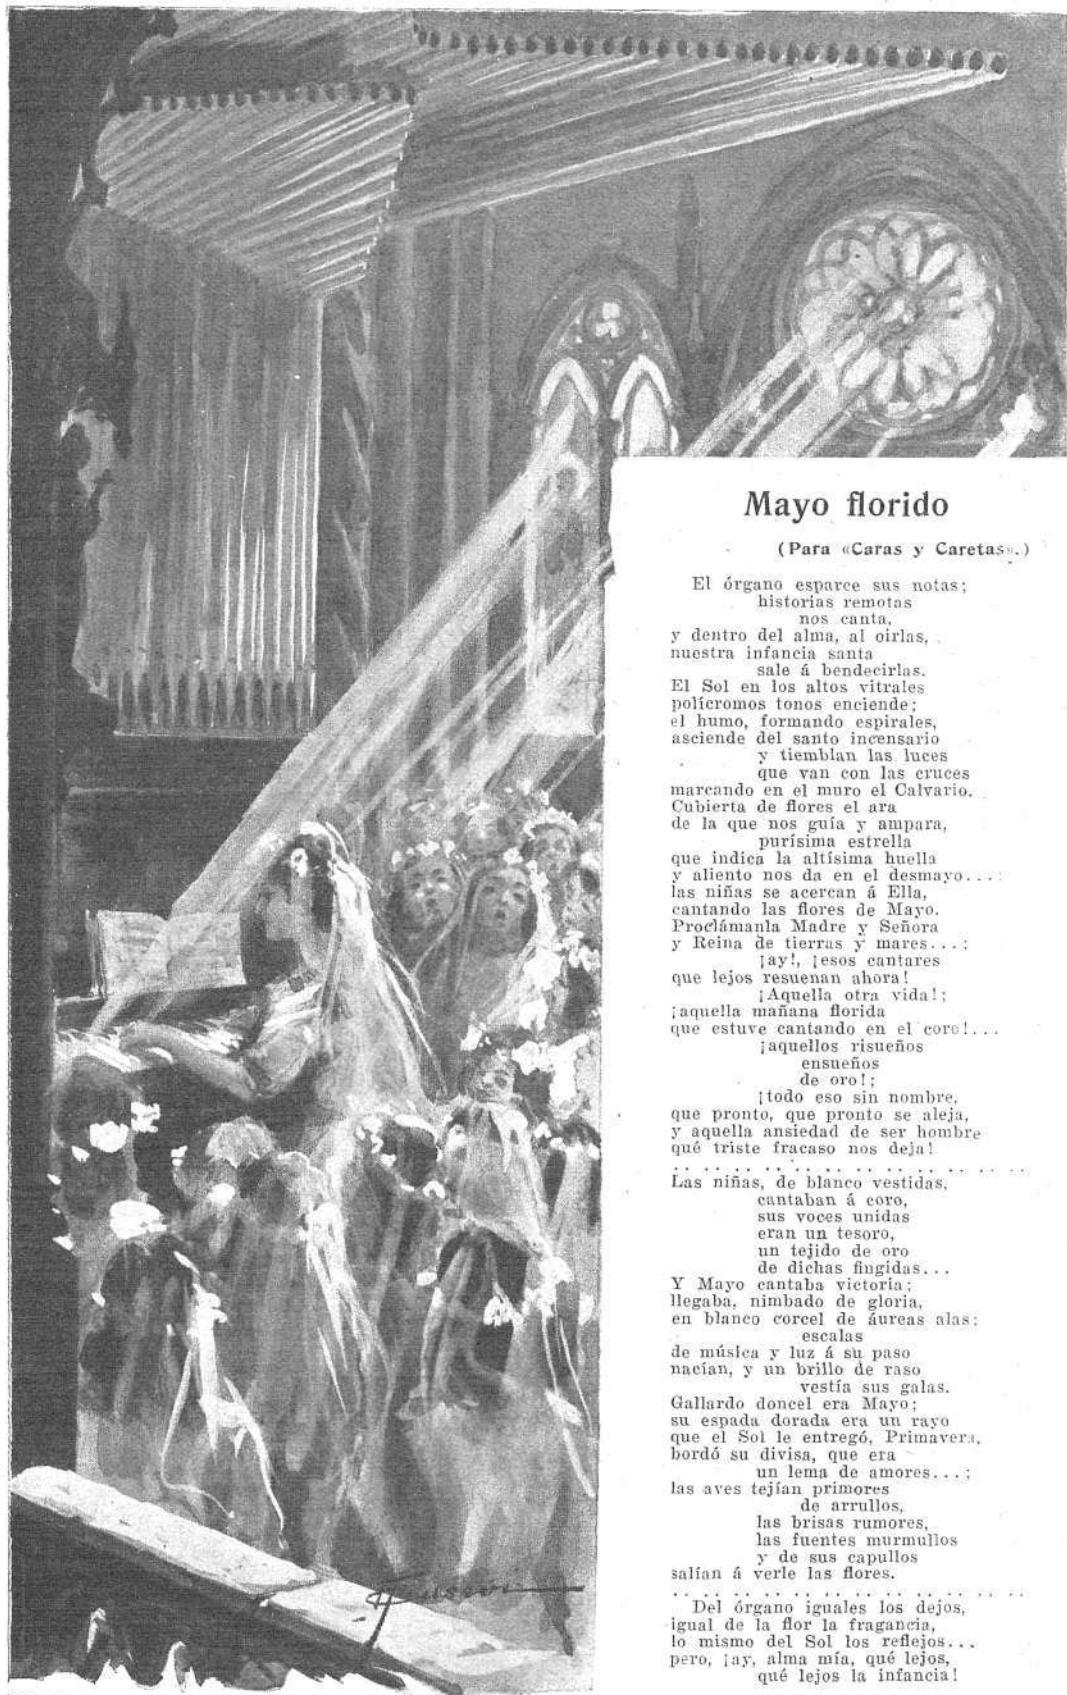 Mayo florido
(Para «Caras y Caretas».)
El órgano esparce sus notas;
historias remotas
nos canta,
y dentro del alma, al oirlas,
nuestra infancia santa
sale á bendecirlas.
El Sol en los altos vitrales
polícromos tonos enciende;
el humo, formando espirales,
asciende del santo incensario
y tiemblan las luces
que van con las cruces
marcando en el muro el Calvario.
Cubierta de flores el ara
de la que nos guía y ampara,
purísima estrella
que indica la altísima huella
y aliento nos da en el desmayo...:
las niñas se acercan á Ella,
cantando las flores de Mayo.
Proclámanla Madre y Señora
y Reina de tierras y mares...:
¡ay!, ¡esos cantares
que lejos resuenan ahora!
¡Aquella otra vida!;
¡aquella mañana florida
que estuve cantando en el coro!...
¡aquellos risueños
ensueños
de oro!;
¡todo eso sin nombre,
que pronto, que pronto se aleja,
y aquella ansiedad de ser hombre
qué triste fracaso nos deja!
.. .. .. .. .. .. .. .. .. .. .. .. .. ..
Las niñas, de blanco vestidas,
cantaban á coro,
sus voces unidas
eran un tesoro,
un tejido de oro
de dichas fingidas...
Y Mayo cantaba victoria;
llegaba, nimbado de gloria,
en blanco corcel de áureas alas;
escalas
de música y luz á su paso
nacían, y un brillo de raso
vestía sus galas.
Gallardo doncel era Mayo;
su espada dorada era un rayo
que el Sol le entregó, Primavera,
bordó su divisa, que era
un lema de amores...;
las aves tejían primores
de arrullos,
las brisas rumores,
las fuentes murmullos
y de sus capullos
salían á verle las flores.
.. .. .. .. .. .. .. .. .. .. .. .. .. ..
Del órgano iguales los dejos,
igual de la flor la fragancia,
lo mismo del Sol los reflejos...
pero, ¡ay, alma mía, qué lejos,
qué lejos la infancia!